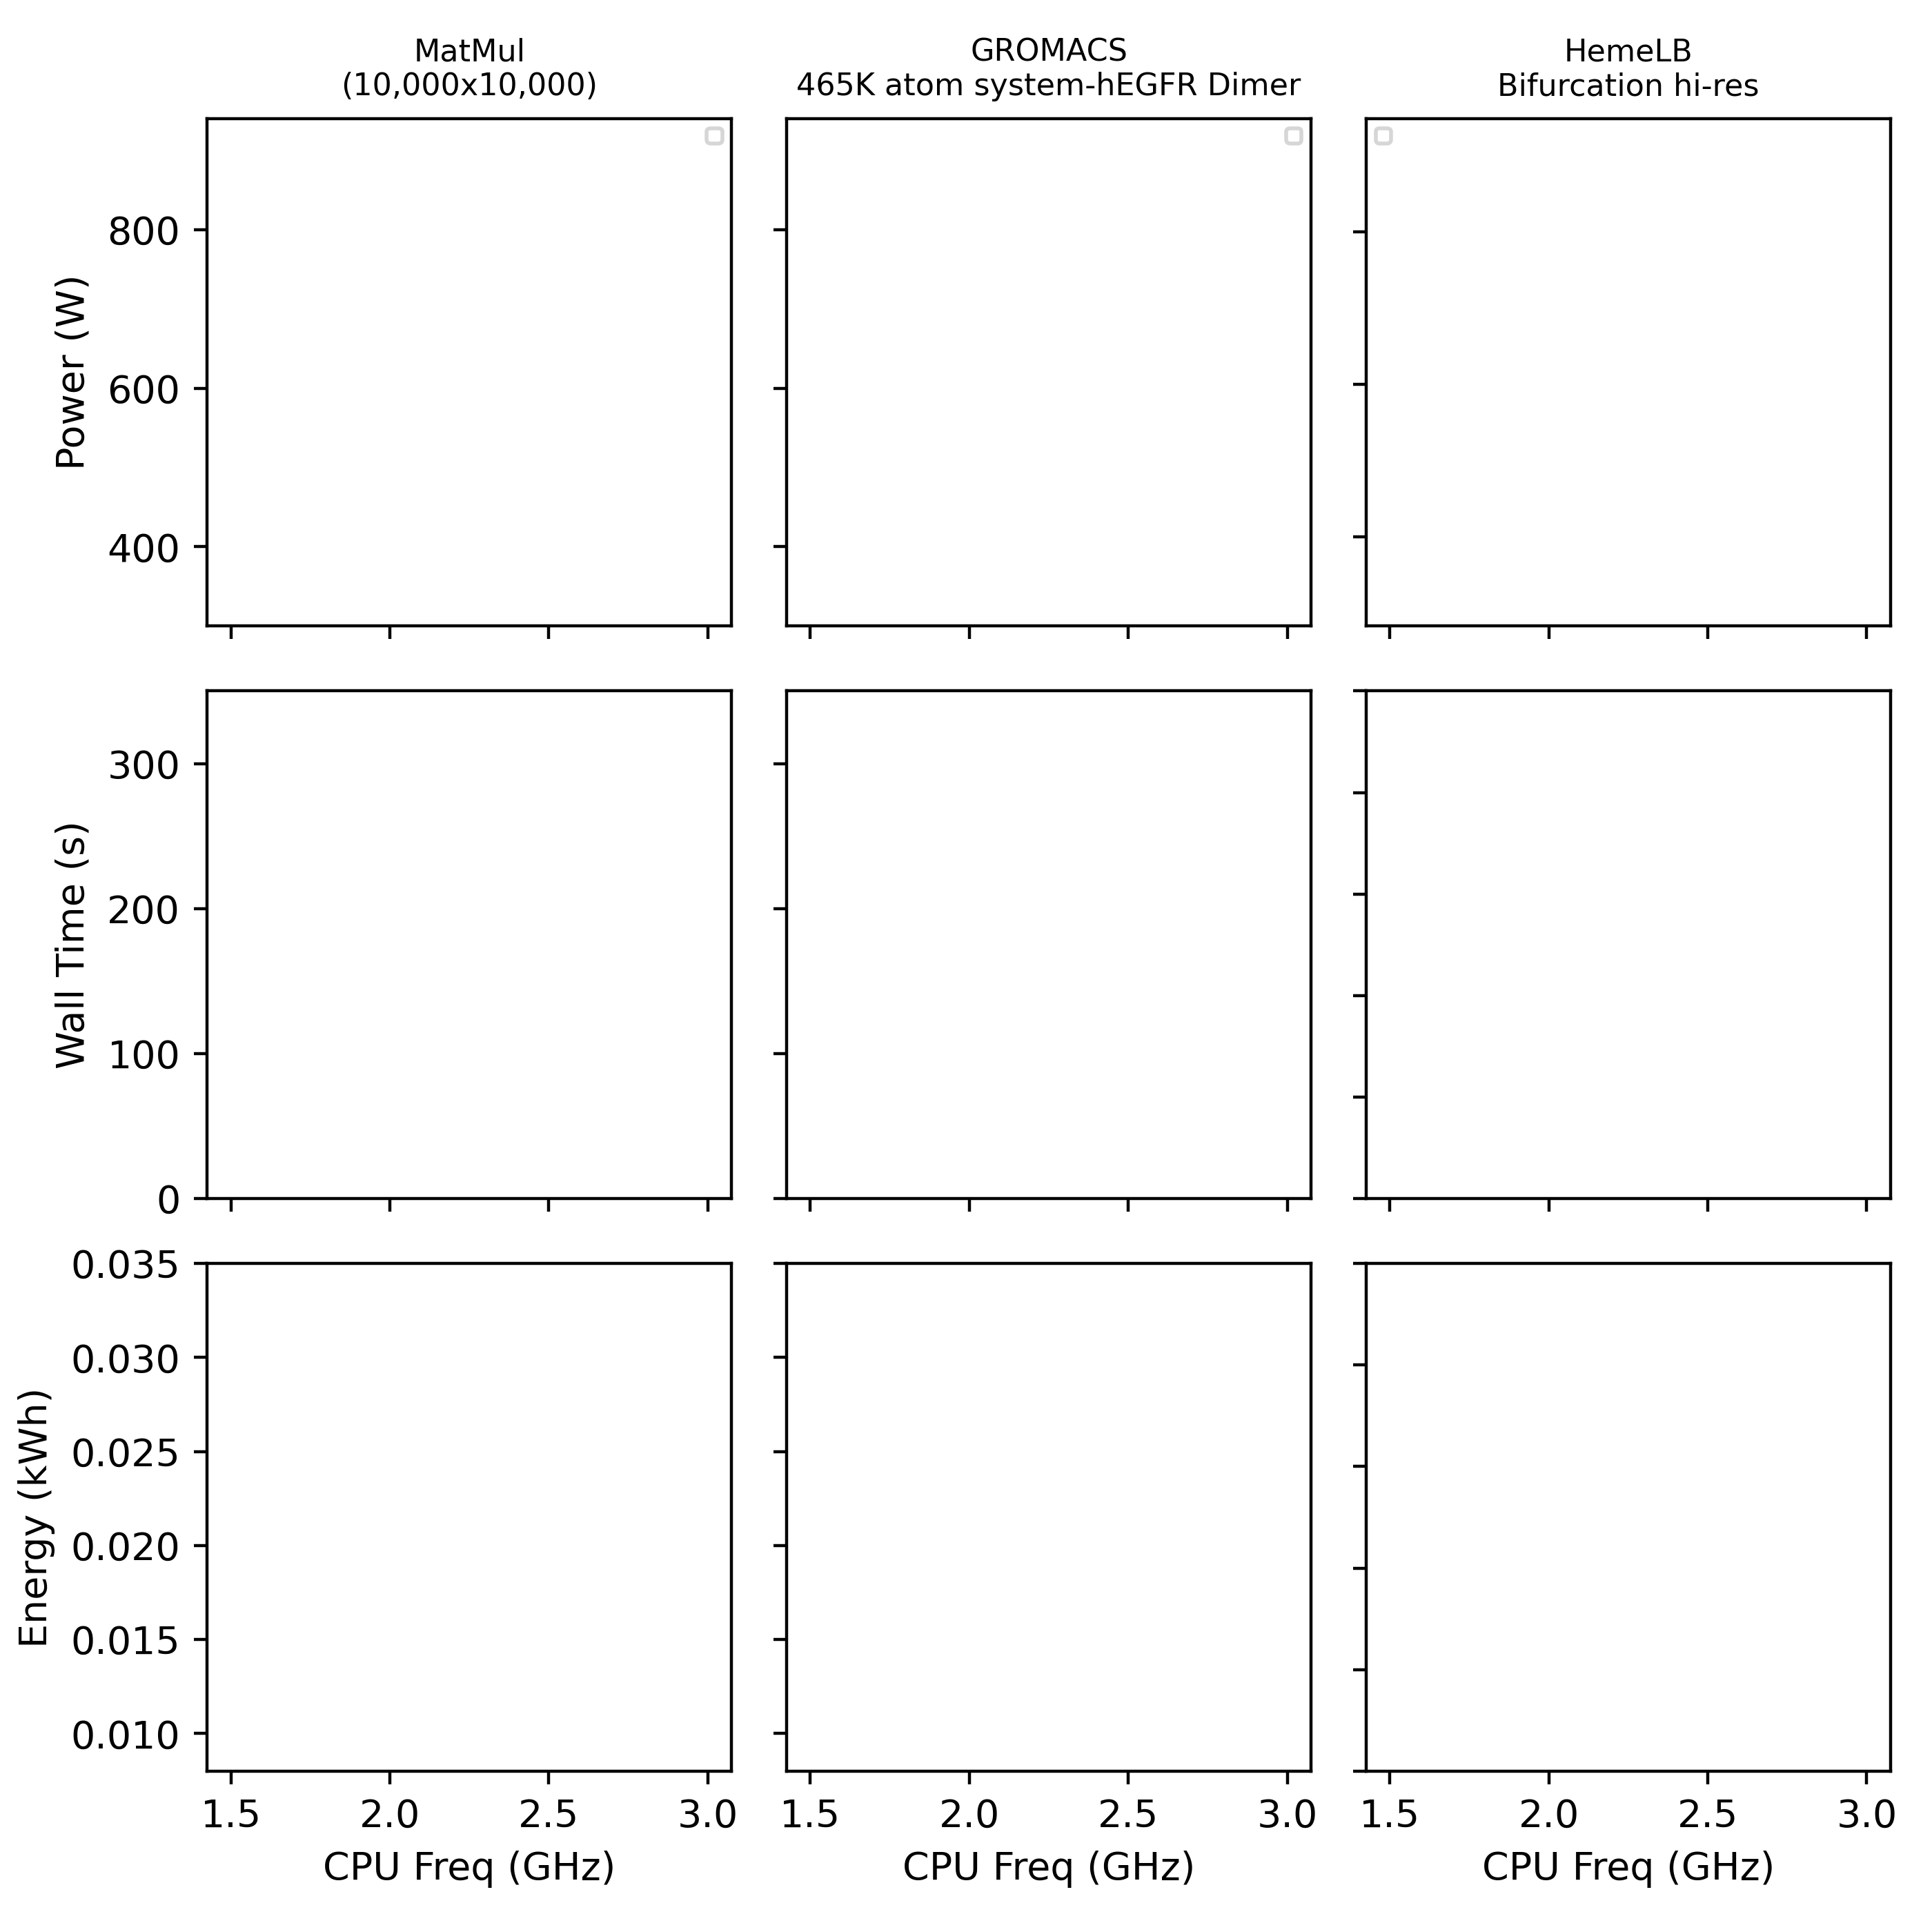 MatMul
(10,000x10,000)
GROMACS
465K atom system-hEGFR Dimer
HemeLB
Bifurcation hi-res
Power (W)
800
600
400
Wall Time (s)
300
200
100
0
Energy (kWh)
0.035
0.030
0.025
0.020
0.015
0.010
1.5 2.0 2.5 3.0
CPU Freq (GHz)
1.5 2.0 2.5 3.0
CPU Freq (GHz)
1.5 2.0 2.5 3.0
CPU Freq (GHz)